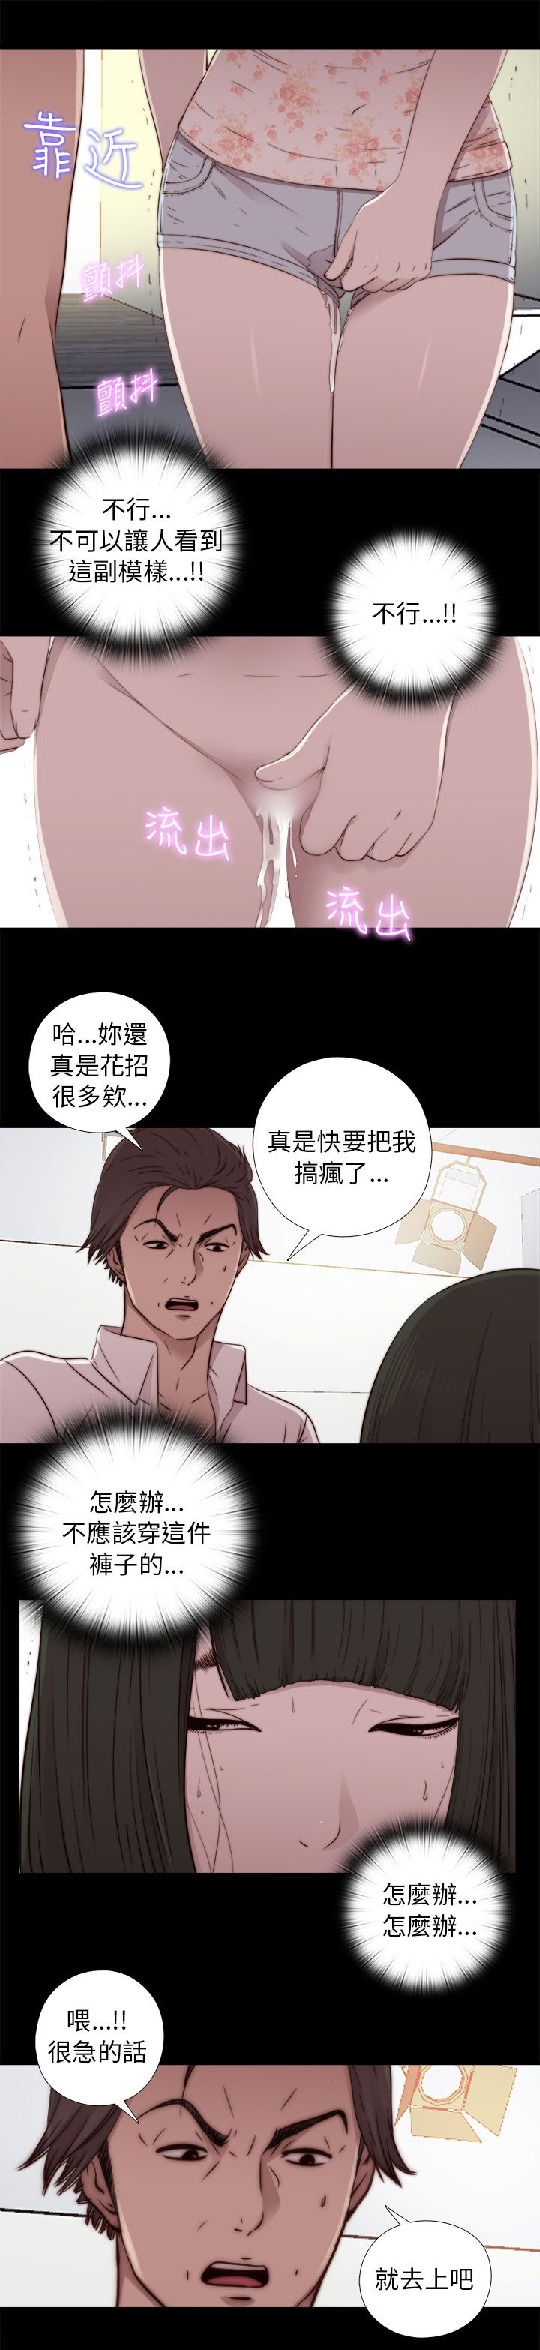 靠近
顫抖
顫抖
不行...
不可以讓人看到
這副模樣...!!
不行...!!
流出
流出
哈...妳還
真是花招
很多欸...
真是快要把我
搞瘋了...
怎麼辦...
不應該穿這件
褲子的...
怎麼辦...
怎麼辦...
喂...!!
很急的話
就去上吧